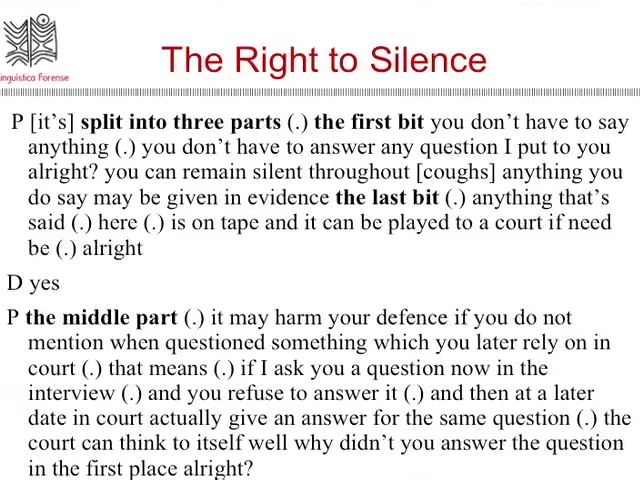 The Right to Silence
inguística Forense
P [it’s] split into three parts (.) the first bit you don’t have to say
anything (.) you don’t have to answer any question I put to you
alright? you can remain silent throughout [coughs] anything you
do say may be given in evidence the last bit (.) anything that’s
said (.) here (.) is on tape and it can be played to a court if need
be (.) alright
D yes
P the middle part (.) it may harm your defence if you do not
mention when questioned something which you later rely on in
court (.) that means (.) if I ask you a question now in the
interview (.) and you refuse to answer it (.) and then at a later
date in court actually give an answer for the same question (.) the
court can think to itself well why didn’t you answer the question
in the first place alright?